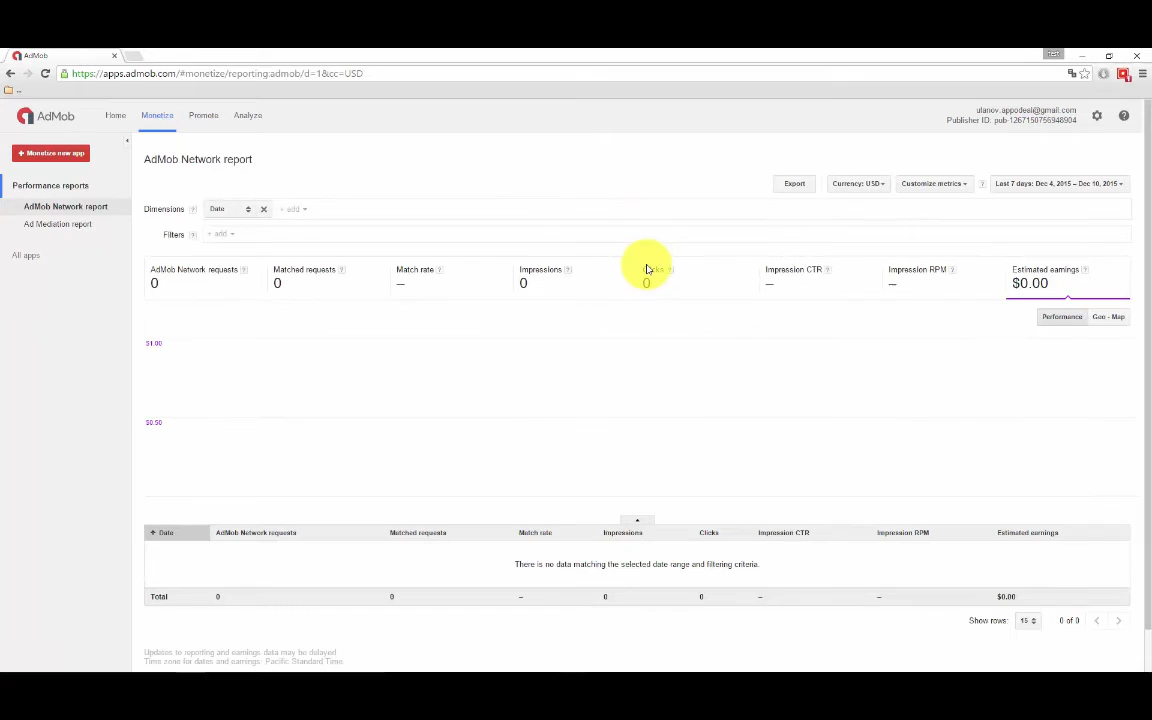 AdMob
https://apps.admob.com/#monetize/reporting:admob/d=1&cc=USD
...
AdMob
Home
Monetize
Promote
Analyze
ulanov.appodeal@gmail.com
Publisher ID: pub-1267150756948904
+ Monetize new app
Performance reports
AdMob Network report
Ad Mediation report
All apps
AdMob Network report
Export
Currency: USD
Customize metrics
?
Last 7 days: Dec 4, 2015 – Dec 10, 2015
Dimensions ?
Date
+ add
Filters ?
+ add
AdMob Network requests ?
0
Matched requests ?
0
Match rate ?
–
Impressions ?
0
Clicks ?
0
Impression CTR ?
–
Impression RPM ?
–
Estimated earnings ?
$0.00
Performance
Geo - Map
$1.00
$0.50
Date AdMob Network requests Matched requests Match rate Impressions Clicks Impression CTR Impression RPM Estimated earnings
There is no data matching the selected date range and filtering criteria.
Total 0 0 – 0 0 – – $0.00
Show rows: 15 0 of 0
Updates to reporting and earnings data may be delayed
Time zone for dates and earnings: Pacific Standard Time.